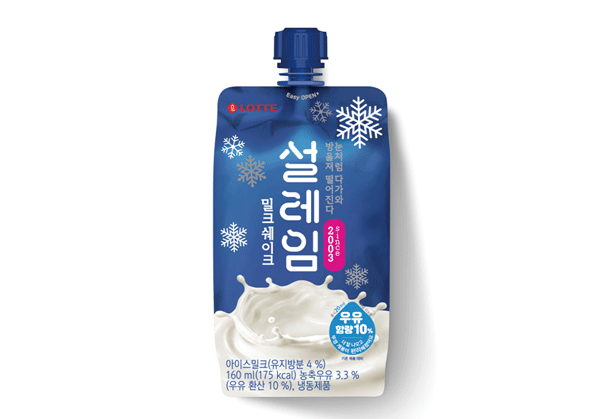 Easy OPEN
LOTTE
눈처럼 다가와
방울져 떨어진다
설레임
밀크쉐이크
since
2003
우유
함량10%
아이스밀크(유지방분 4 %)
160 ml(175 kcal) 농축우유 3.3 %
(우유 환산 10 %), 냉동제품